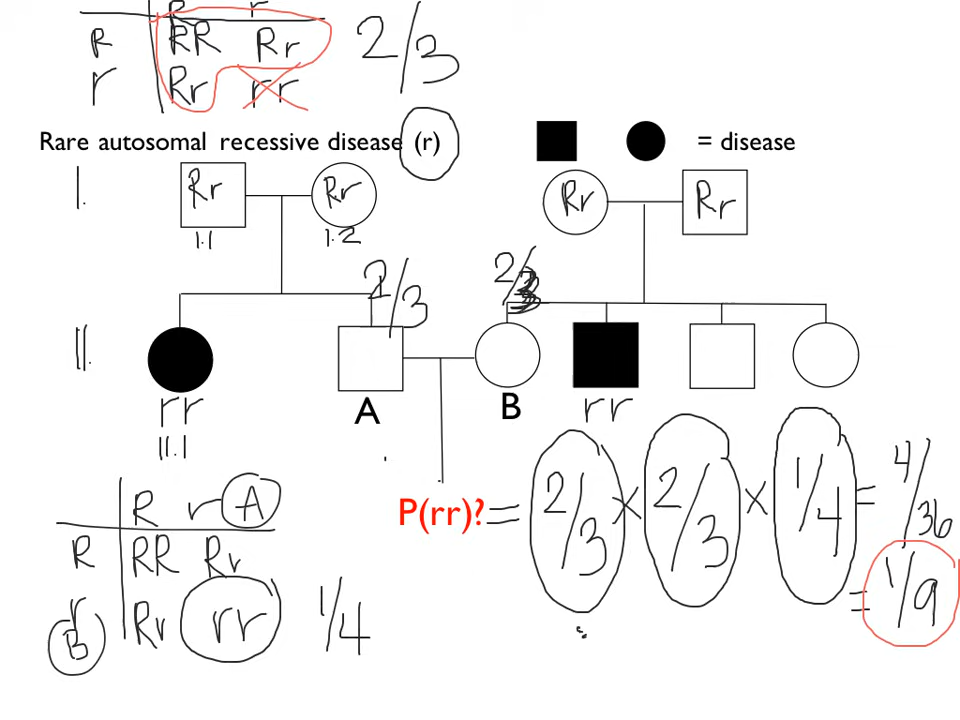 R r
R RR Rr 2/3
r Rr rr
Rare autosomal recessive disease (r) = disease
I.
Rr Rr Rr Rr
1.1 1.2
2/3 2/3
II.
A B
rr rr
II.1
R r A
R RR Rr
r Rr rr 1/4
B
P(rr)? = 2/3 x 2/3 x 1/4 = 4/36
= 1/9